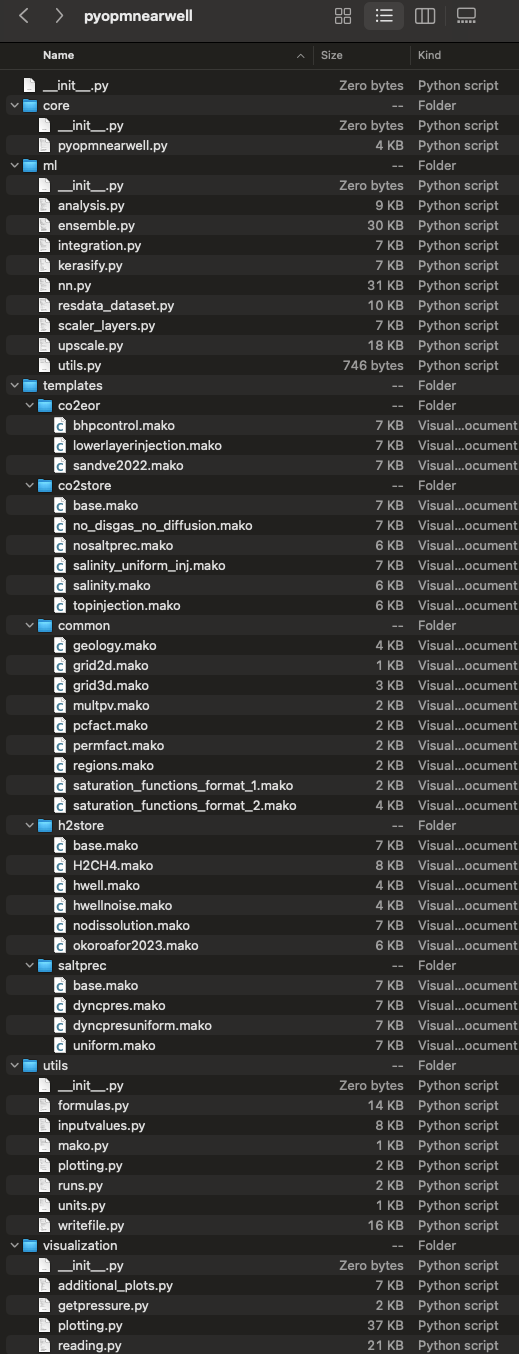 pyopmnearwell
Name Size Kind
__init__.py Zero bytes Python script
core -- Folder
__init__.py Zero bytes Python script
pyopmnearwell.py 4 KB Python script
ml -- Folder
__init__.py Zero bytes Python script
analysis.py 9 KB Python script
ensemble.py 30 KB Python script
integration.py 7 KB Python script
kerasify.py 7 KB Python script
nn.py 31 KB Python script
resdata_dataset.py 10 KB Python script
scaler_layers.py 7 KB Python script
upscale.py 18 KB Python script
utils.py 746 bytes Python script
templates -- Folder
co2eor -- Folder
bhpcontrol.mako 7 KB Visual...ocument
lowerlayerinjection.mako 7 KB Visual...ocument
sandve2022.mako 7 KB Visual...ocument
co2store -- Folder
base.mako 7 KB Visual...ocument
no_disgas_no_diffusion.mako 7 KB Visual...ocument
nosaltprec.mako 6 KB Visual...ocument
salinity_uniform_inj.mako 7 KB Visual...ocument
salinity.mako 6 KB Visual...ocument
topinjection.mako 6 KB Visual...ocument
common -- Folder
geology.mako 4 KB Visual...ocument
grid2d.mako 1 KB Visual...ocument
grid3d.mako 3 KB Visual...ocument
multpv.mako 2 KB Visual...ocument
pcfact.mako 2 KB Visual...ocument
permfact.mako 2 KB Visual...ocument
regions.mako 2 KB Visual...ocument
saturation_functions_format_1.mako 2 KB Visual...ocument
saturation_functions_format_2.mako 4 KB Visual...ocument
h2store -- Folder
base.mako 7 KB Visual...ocument
H2CH4.mako 8 KB Visual...ocument
hwell.mako 4 KB Visual...ocument
hwellnoise.mako 4 KB Visual...ocument
nodissolution.mako 7 KB Visual...ocument
okoroafor2023.mako 6 KB Visual...ocument
saltprec -- Folder
base.mako 7 KB Visual...ocument
dyncpres.mako 7 KB Visual...ocument
dyncpresuniform.mako 7 KB Visual...ocument
uniform.mako 7 KB Visual...ocument
utils -- Folder
__init__.py Zero bytes Python script
formulas.py 14 KB Python script
inputvalues.py 8 KB Python script
mako.py 1 KB Python script
plotting.py 2 KB Python script
runs.py 2 KB Python script
units.py 1 KB Python script
writefile.py 16 KB Python script
visualization -- Folder
__init__.py Zero bytes Python script
additional_plots.py 7 KB Python script
getpressure.py 2 KB Python script
plotting.py 37 KB Python script
reading.py 21 KB Python script